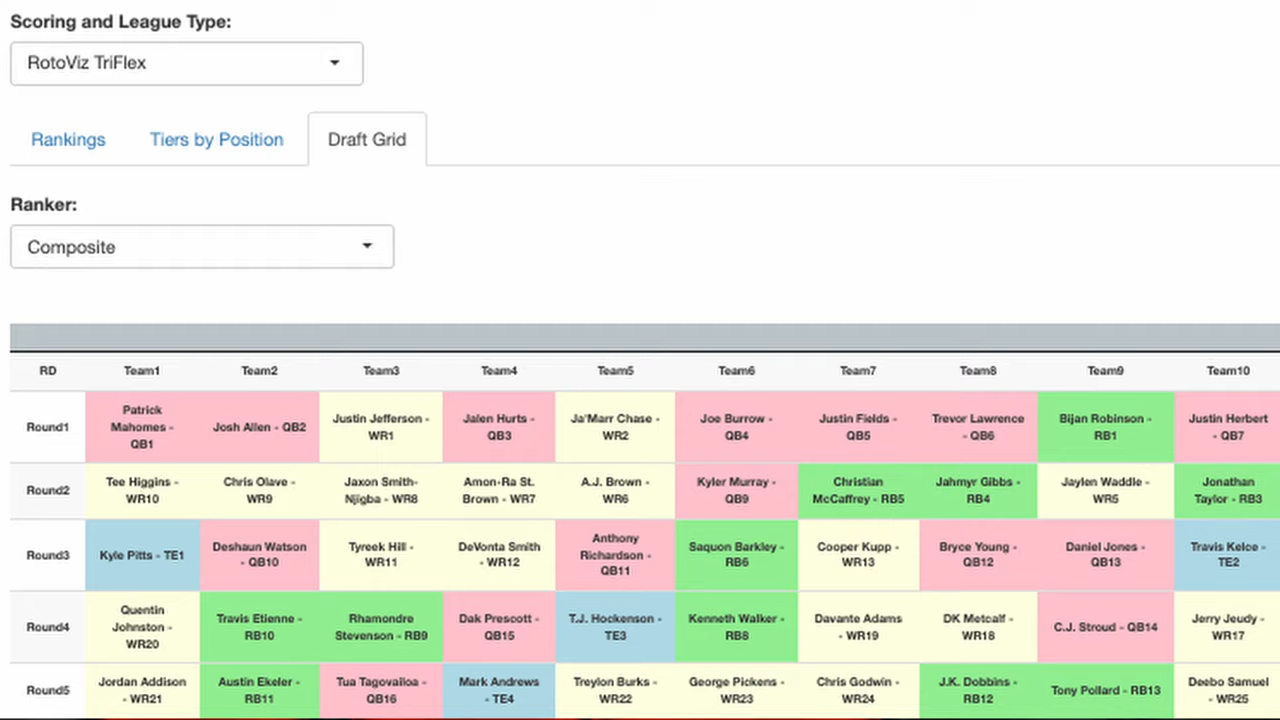 Scoring and League Type:
RotoViz TriFlex
Rankings Tiers by Position Draft Grid
Ranker:
Composite
RD Team1 Team2 Team3 Team4 Team5 Team6 Team7 Team8 Team9 Team10
Round1 Patrick Mahomes - QB1 Josh Allen - QB2 Justin Jefferson - WR1 Jalen Hurts - QB3 Ja'Marr Chase - WR2 Joe Burrow - QB4 Justin Fields - QB5 Trevor Lawrence - QB6 Bijan Robinson - RB1 Justin Herbert - QB7
Round2 Tee Higgins - WR10 Chris Olave - WR9 Jaxon Smith-Njigba - WR8 Amon-Ra St. Brown - WR7 A.J. Brown - WR6 Kyler Murray - QB9 Christian McCaffrey - RB5 Jahmyr Gibbs - RB4 Jaylen Waddle - WR5 Jonathan Taylor - RB3
Round3 Kyle Pitts - TE1 Deshaun Watson - QB10 Tyreek Hill - WR11 DeVonta Smith - WR12 Anthony Richardson - QB11 Saquon Barkley - RB6 Cooper Kupp - WR13 Bryce Young - QB12 Daniel Jones - QB13 Travis Kelce - TE2
Round4 Quentin Johnston - WR20 Travis Etienne - RB10 Rhamondre Stevenson - RB9 Dak Prescott - QB15 T.J. Hockenson - TE3 Kenneth Walker - RB8 Davante Adams - WR19 DK Metcalf - WR18 C.J. Stroud - QB14 Jerry Jeudy - WR17
Round5 Jordan Addison - WR21 Austin Ekeler - RB11 Tua Tagovailoa - QB16 Mark Andrews - TE4 Treylon Burks - WR22 George Pickens - WR23 Chris Godwin - WR24 J.K. Dobbins - RB12 Tony Pollard - RB13 Deebo Samuel - WR25